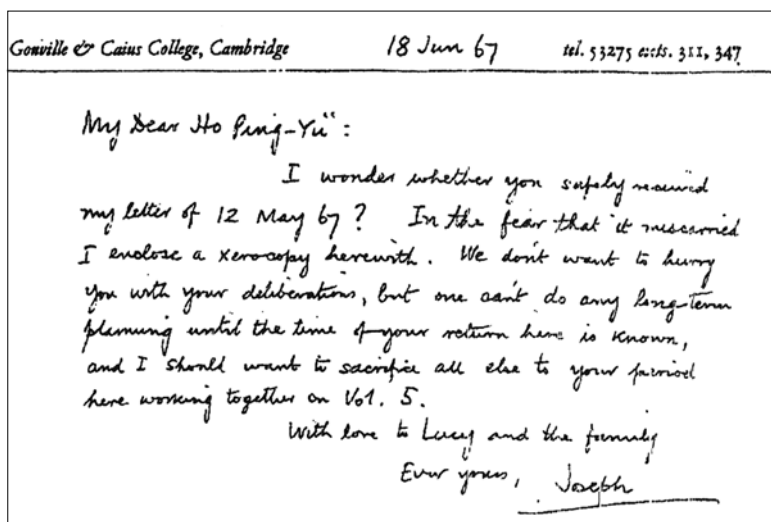 Gonville & Caius College, Cambridge 18 Jun 67 tel. 53275 exts. 311, 347
My Dear Ho Ping-Yü :
I wonder whether you safely received
my letter of 12 May 67? In the fear that it miscarried
I enclose a xerocopy herewith. We don't want to hurry
you with your deliberations, but one can't do any long-term
planning until the time of your return here is known,
and I should want to sacrifice all else to your period
here working together on Vol. 5.
With love to Lucy and the family
Ever yours, Joseph